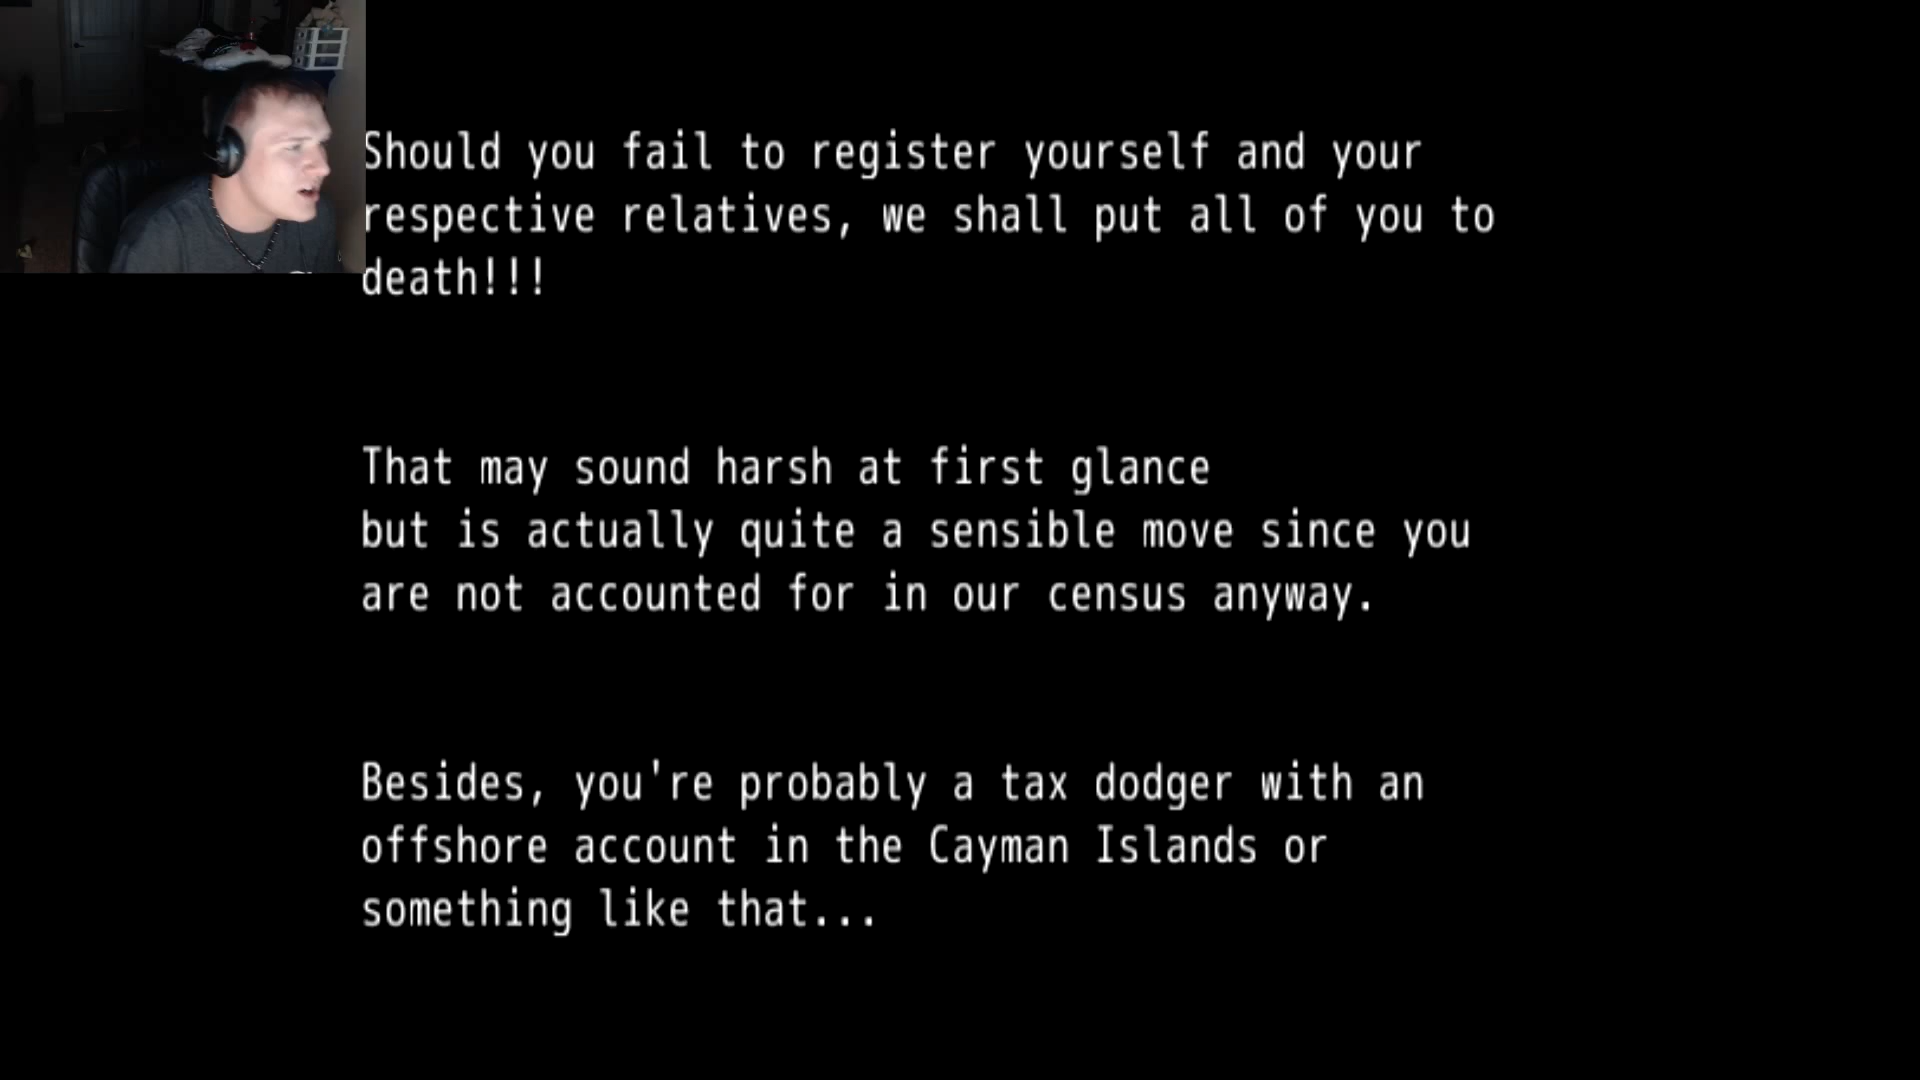 Should you fail to register yourself and your
respective relatives, we shall put all of you to
death!!!
That may sound harsh at first glance
but is actually quite a sensible move since you
are not accounted for in our census anyway.
Besides, you're probably a tax dodger with an
offshore account in the Cayman Islands or
something like that...